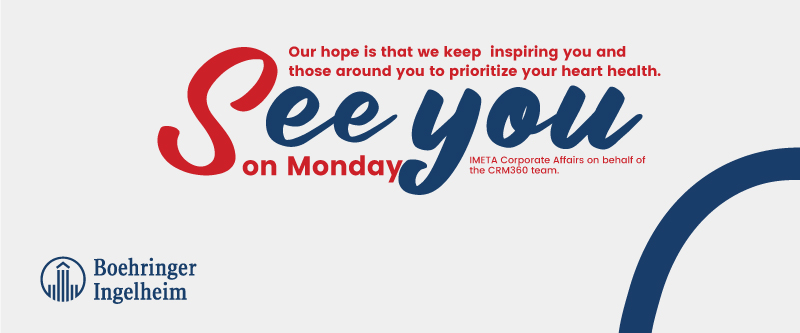 Our hope is that we keep  inspiring you and
those around you to prioritize your heart health.
See you
on Monday
IMETA Corporate Affairs on behalf of
the CRM360 team.
Boehringer
Ingelheim